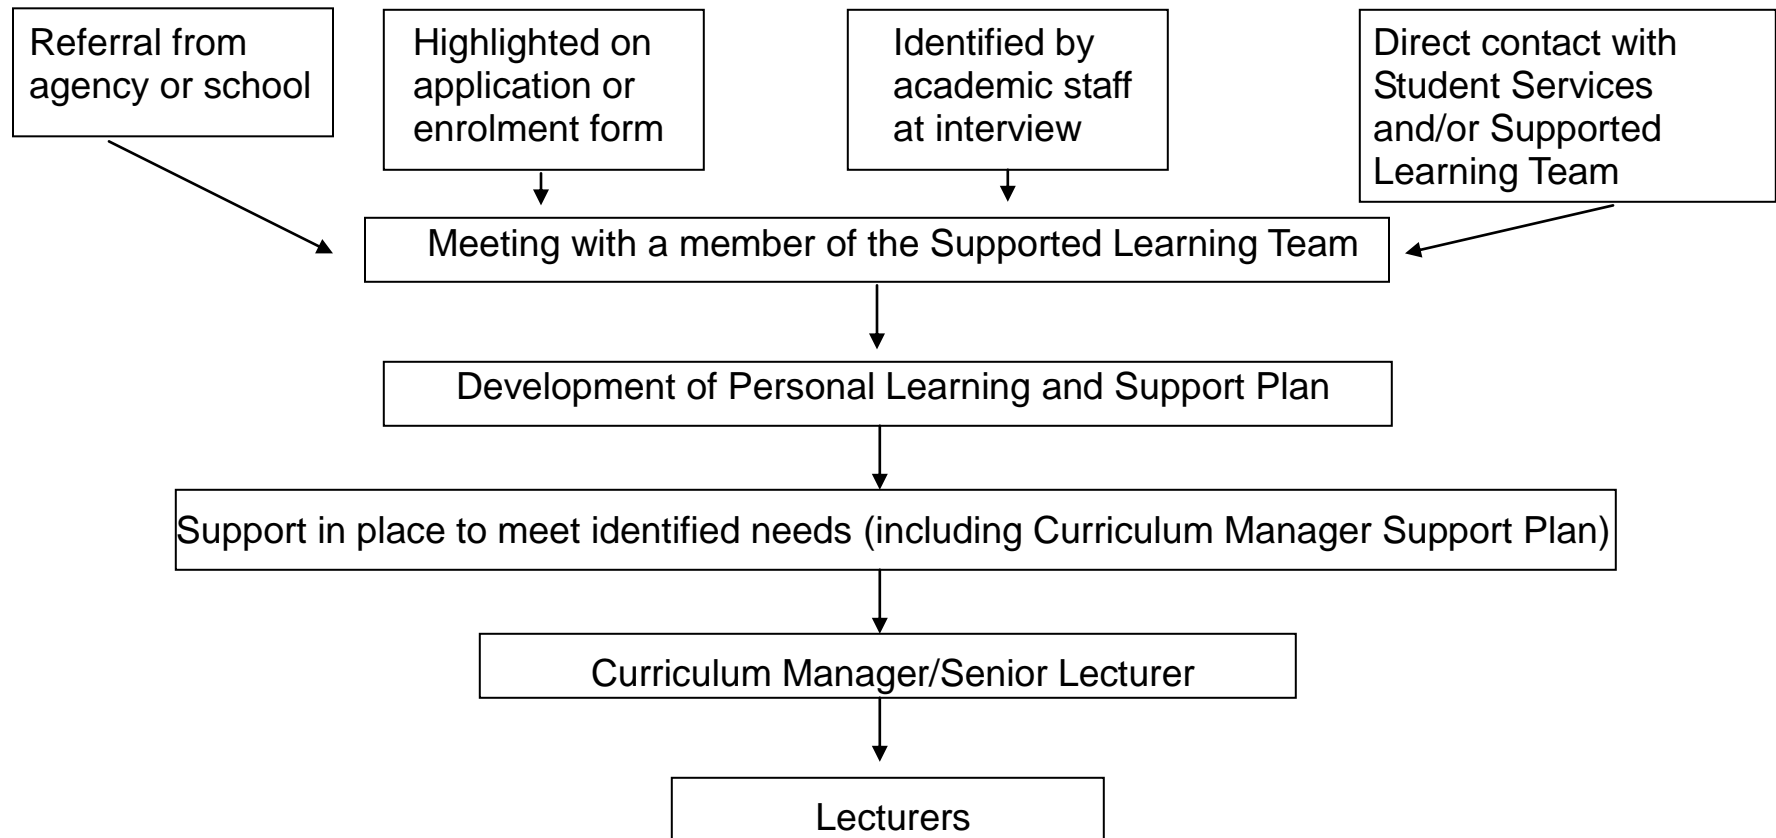 Referral from
agency or school
Highlighted on
application or
enrolment form
Identified by
academic staff
at interview
Direct contact with
Student Services
and/or Supported
Learning Team
Meeting with a member of the Supported Learning Team
Development of Personal Learning and Support Plan
Support in place to meet identified needs (including Curriculum Manager Support Plan)
Curriculum Manager/Senior Lecturer
Lecturers